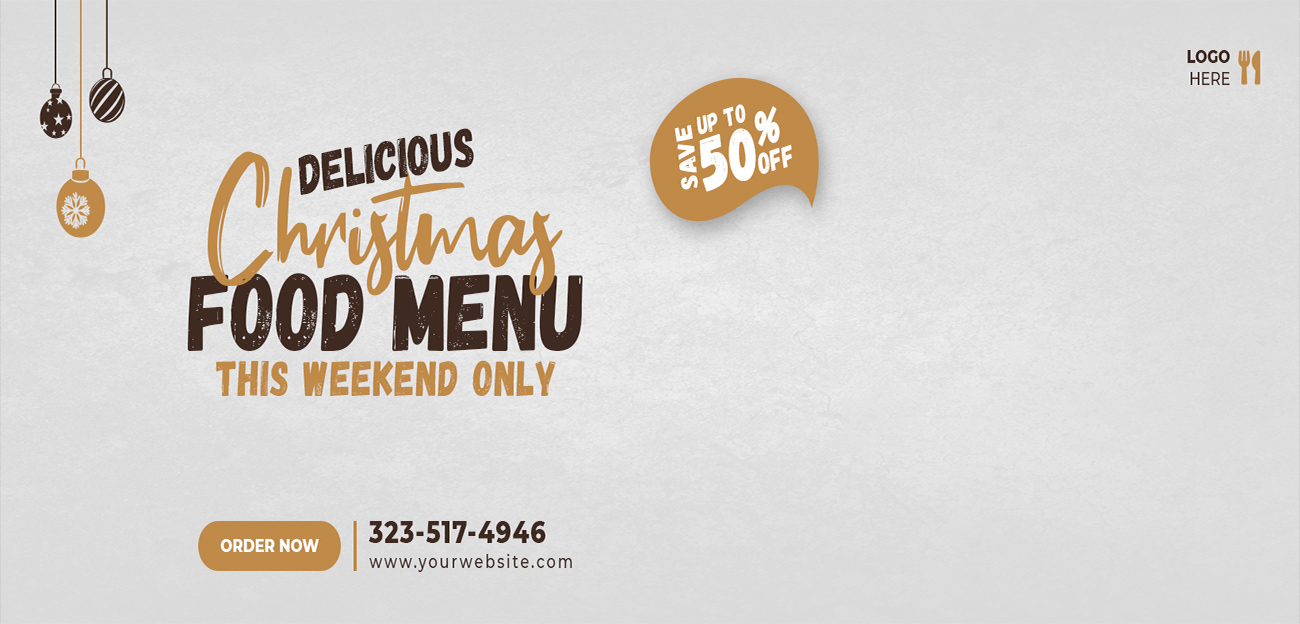 LOGO
HERE
DELICIOUS
Christmas
FOOD MENU
THIS WEEKEND ONLY
SAVE
UP TO
50%
OFF
ORDER NOW
323-517-4946
www.yourwebsite.com